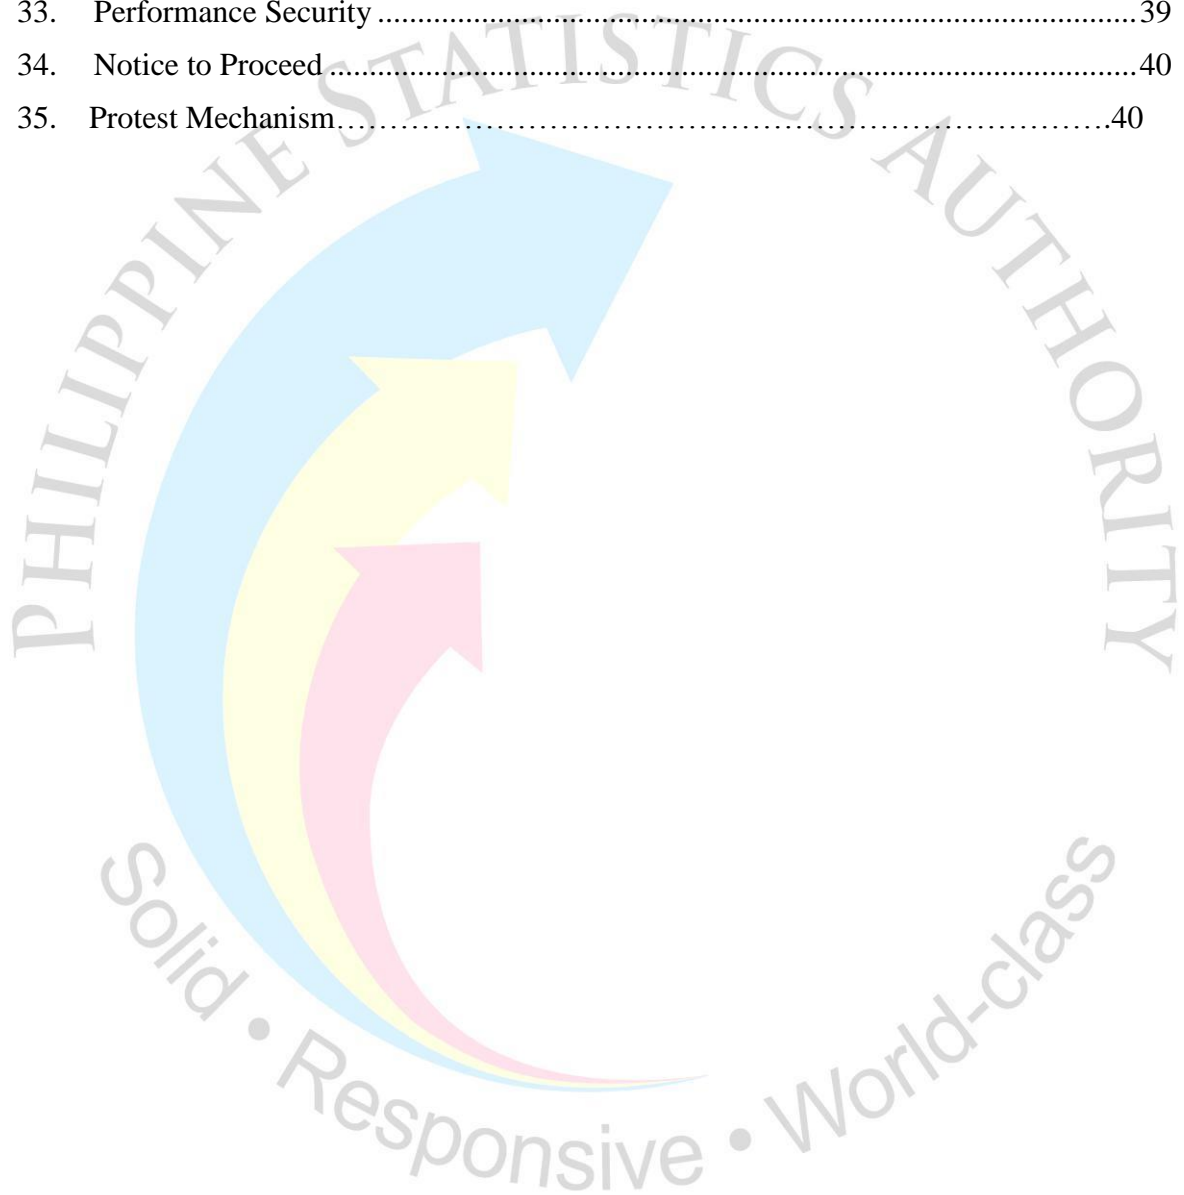 33. Performance Security ........................................................................................................39
34. Notice to Proceed ..............................................................................................................40
35. Protest Mechanism…………………………………………………………………………….40
PHILIPPINE STATISTICS AUTHORITY
Solid • Responsive • World-class